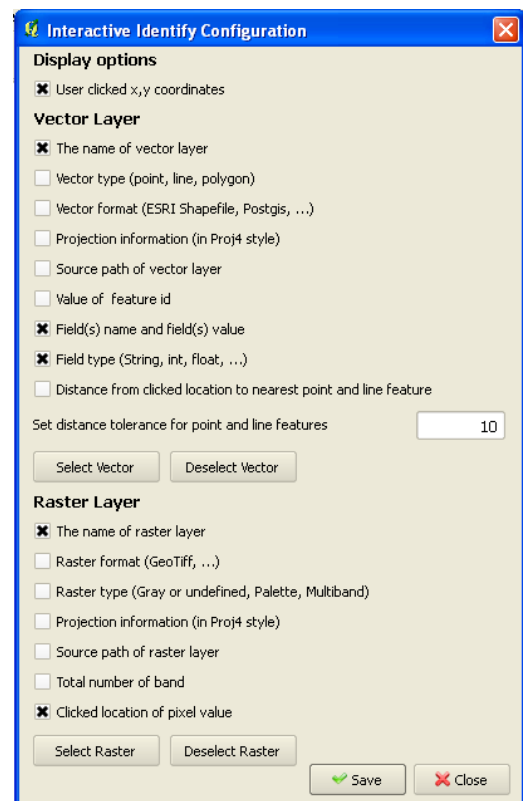 Interactive Identify Configuration
Display options
User clicked x,y coordinates
Vector Layer
The name of vector layer
Vector type (point, line, polygon)
Vector format (ESRI Shapefile, Postgis, ...)
Projection information (in Proj4 style)
Source path of vector layer
Value of feature id
Field(s) name and field(s) value
Field type (String, int, float, ...)
Distance from clicked location to nearest point and line feature
Set distance tolerance for point and line features 10
Select Vector Deselect Vector
Raster Layer
The name of raster layer
Raster format (GeoTiff, ...)
Raster type (Gray or undefined, Palette, Multiband)
Projection information (in Proj4 style)
Source path of raster layer
Total number of band
Clicked location of pixel value
Select Raster Deselect Raster
Save Close